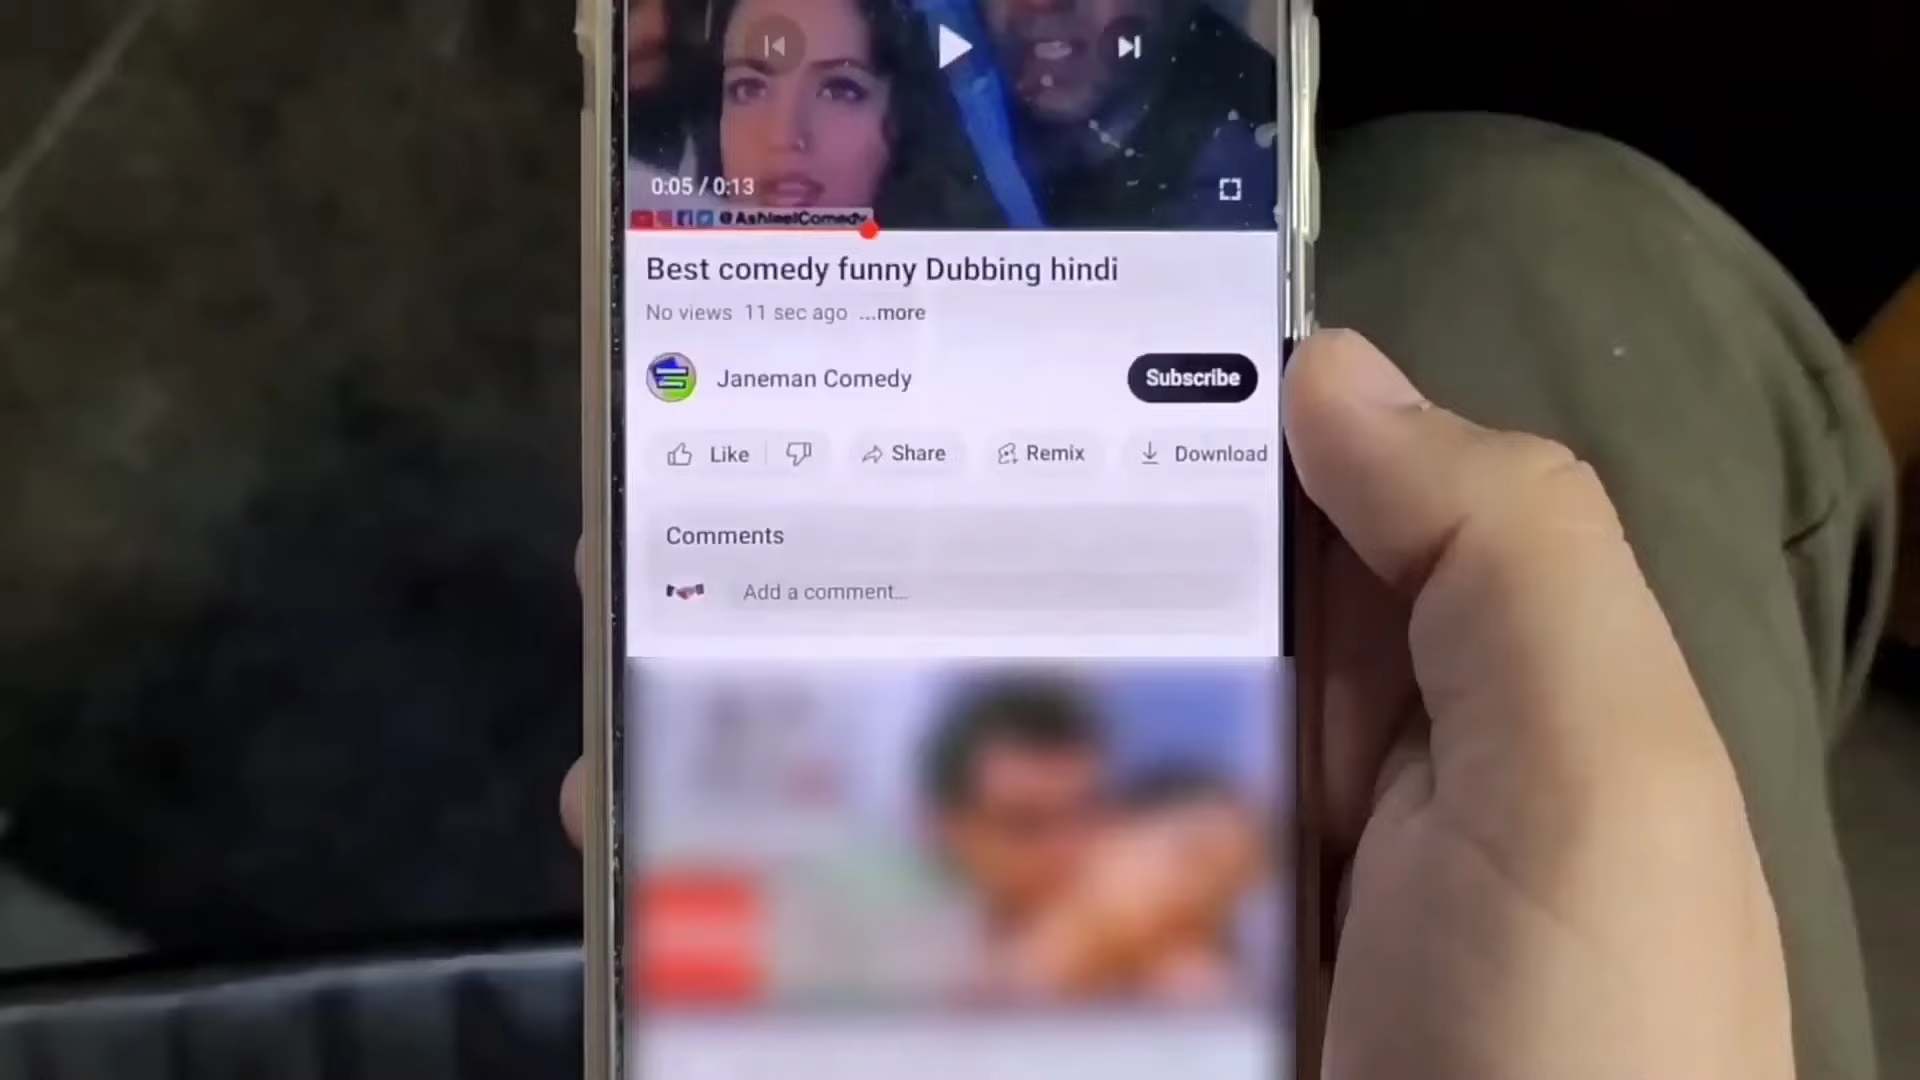 0:05 / 0:13
@AshleelComedy
Best comedy funny Dubbing hindi
No views 11 sec ago ...more
Janeman Comedy
Subscribe
Like
Share
Remix
Download
Comments
Add a comment...